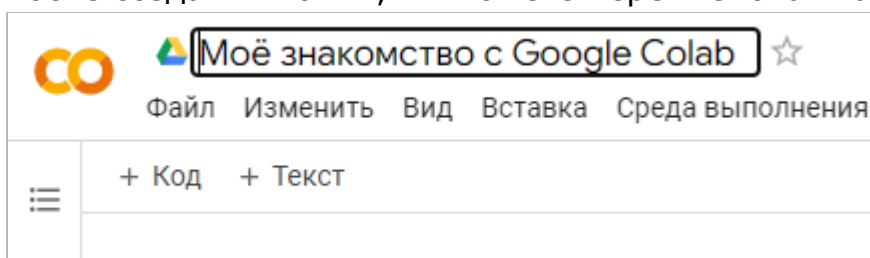 Моё знакомство с Google Colab
Файл Изменить Вид Вставка Среда выполнения
+ Код + Текст